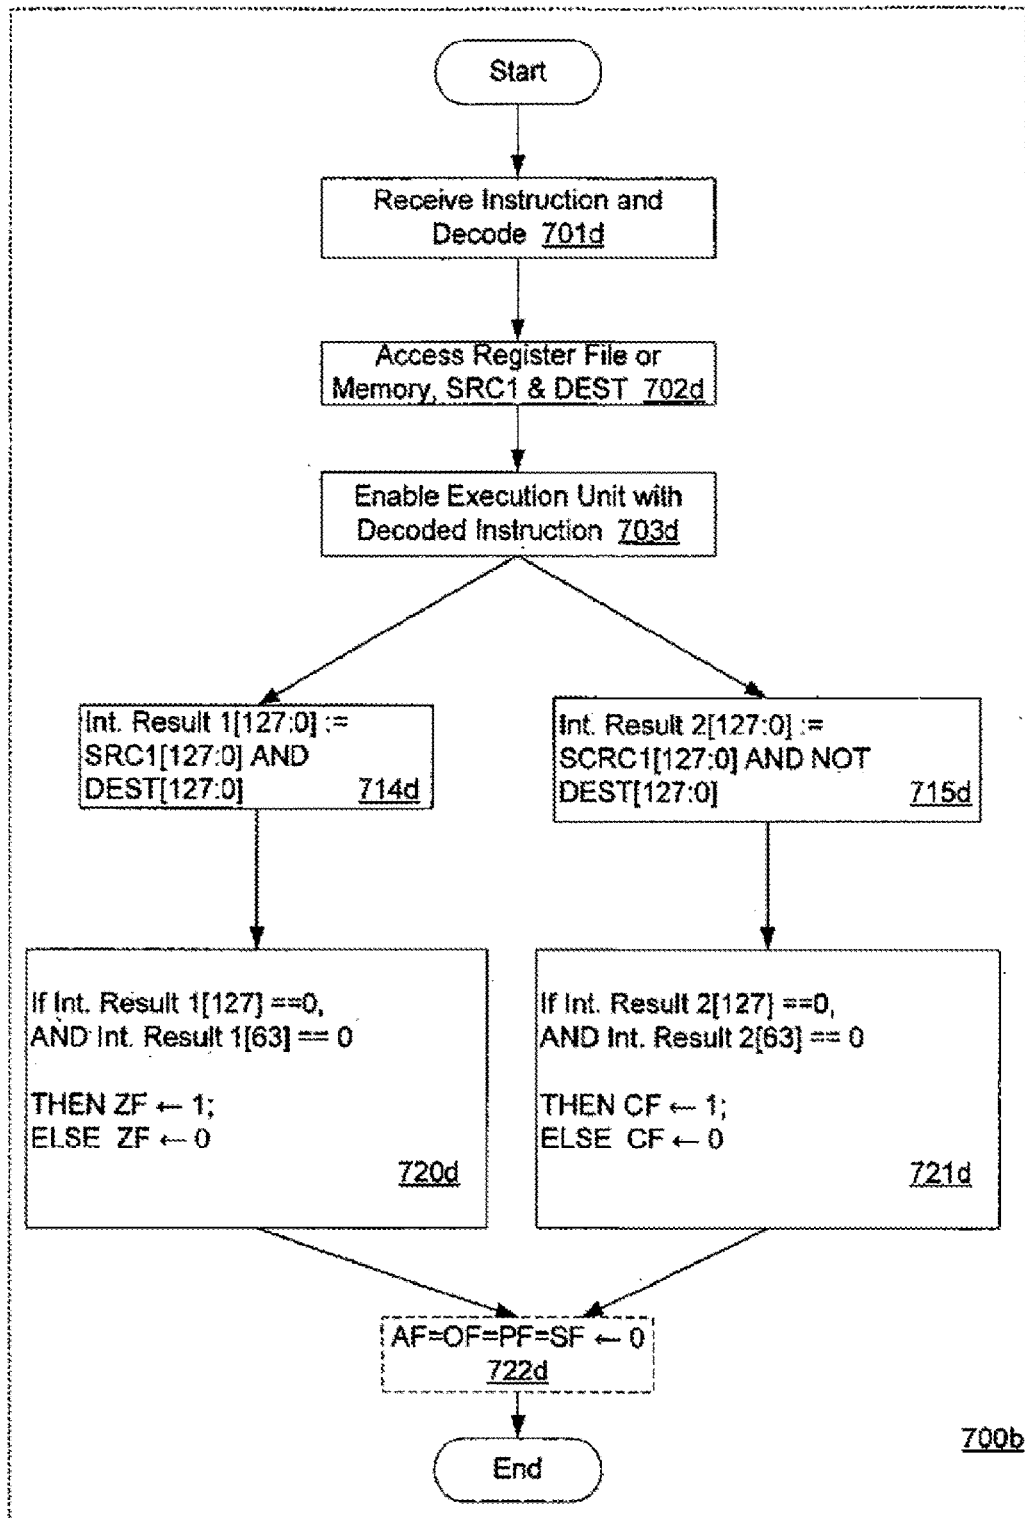 Start
Receive Instruction and
Decode 701d
Access Register File or
Memory, SRC1 & DEST 702d
Enable Execution Unit with
Decoded Instruction 703d
Int. Result 1[127:0] :=
SRC1[127:0] AND
DEST[127:0] 714d
Int. Result 2[127:0] :=
SCRC1[127:0] AND NOT
DEST[127:0] 715d
If Int. Result 1[127] ==0,
AND Int. Result 1[63] == 0
THEN ZF ← 1;
ELSE ZF ← 0
720d
If Int. Result 2[127] ==0,
AND Int. Result 2[63] == 0
THEN CF ← 1;
ELSE CF ← 0
721d
AF=OF=PF=SF ← 0
722d
End
700b